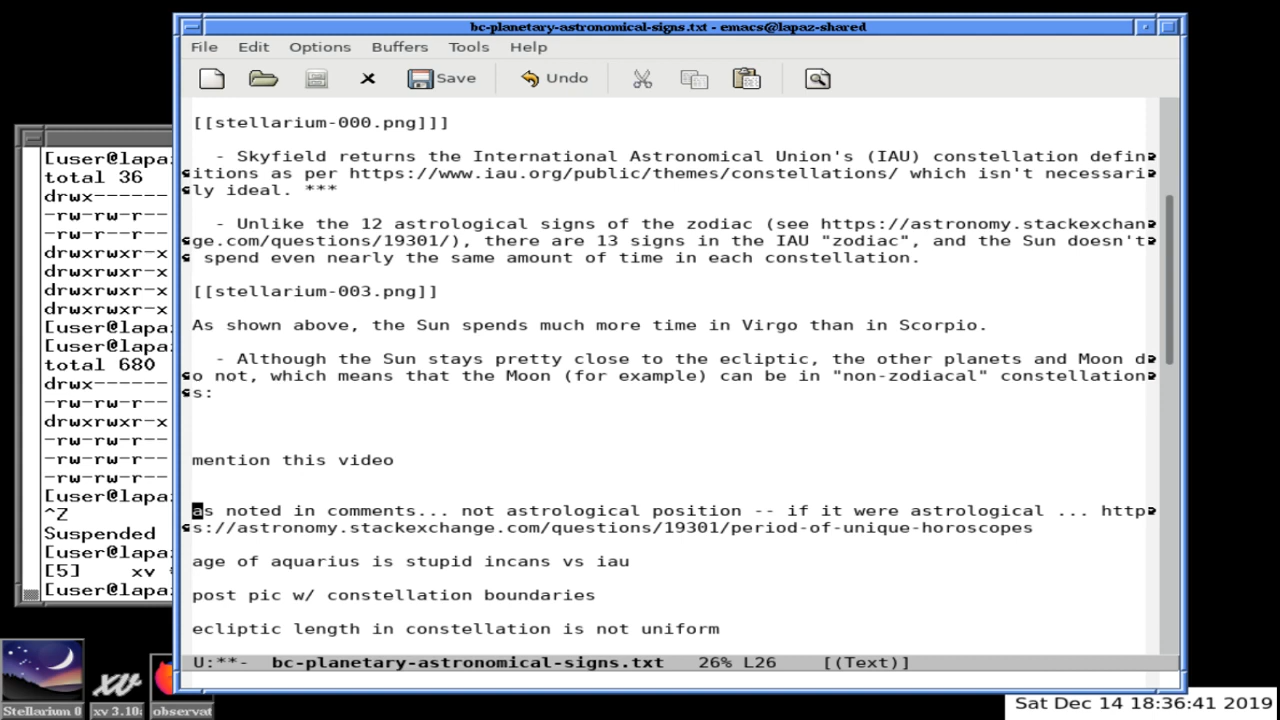 bc-planetary-astronomical-signs.txt - emacs@lapaz-shared
File Edit Options Buffers Tools Help
Save Undo
[[stellarium-000.png]]]
- Skyfield returns the International Astronomical Union's (IAU) constellation defin
itions as per https://www.iau.org/public/themes/constellations/ which isn't necessari
ly ideal. ***
- Unlike the 12 astrological signs of the zodiac (see https://astronomy.stackexchan
ge.com/questions/19301/), there are 13 signs in the IAU "zodiac", and the Sun doesn't
spend even nearly the same amount of time in each constellation.
[[stellarium-003.png]]
As shown above, the Sun spends much more time in Virgo than in Scorpio.
- Although the Sun stays pretty close to the ecliptic, the other planets and Moon d
o not, which means that the Moon (for example) can be in "non-zodiacal" constellation
s:
mention this video
as noted in comments... not astrological position -- if it were astrological ... http
s://astronomy.stackexchange.com/questions/19301/period-of-unique-horoscopes
age of aquarius is stupid incans vs iau
post pic w/ constellation boundaries
ecliptic length in constellation is not uniform
U:**- bc-planetary-astronomical-signs.txt 26% L26 [(Text)]
[user@lapa
total 36
drwx------
-rw-rw-r--
-rw-rw-r--
drwxrwxr-x
drwxrwxr-x
drwxrwxr-x
drwxrwxr-x
[user@lapa
[user@lapa
total 680
drwx------
-rw-rw-r--
drwxrwxr-x
-rw-rw-r--
-rw-rw-r--
-rw-rw-r--
[user@lapa
^Z
Suspended
[user@lapa
[5] xv
[user@lapa
Stellarium 0
xv
xv 3.10
observat
Sat Dec 14 18:36:41 2019